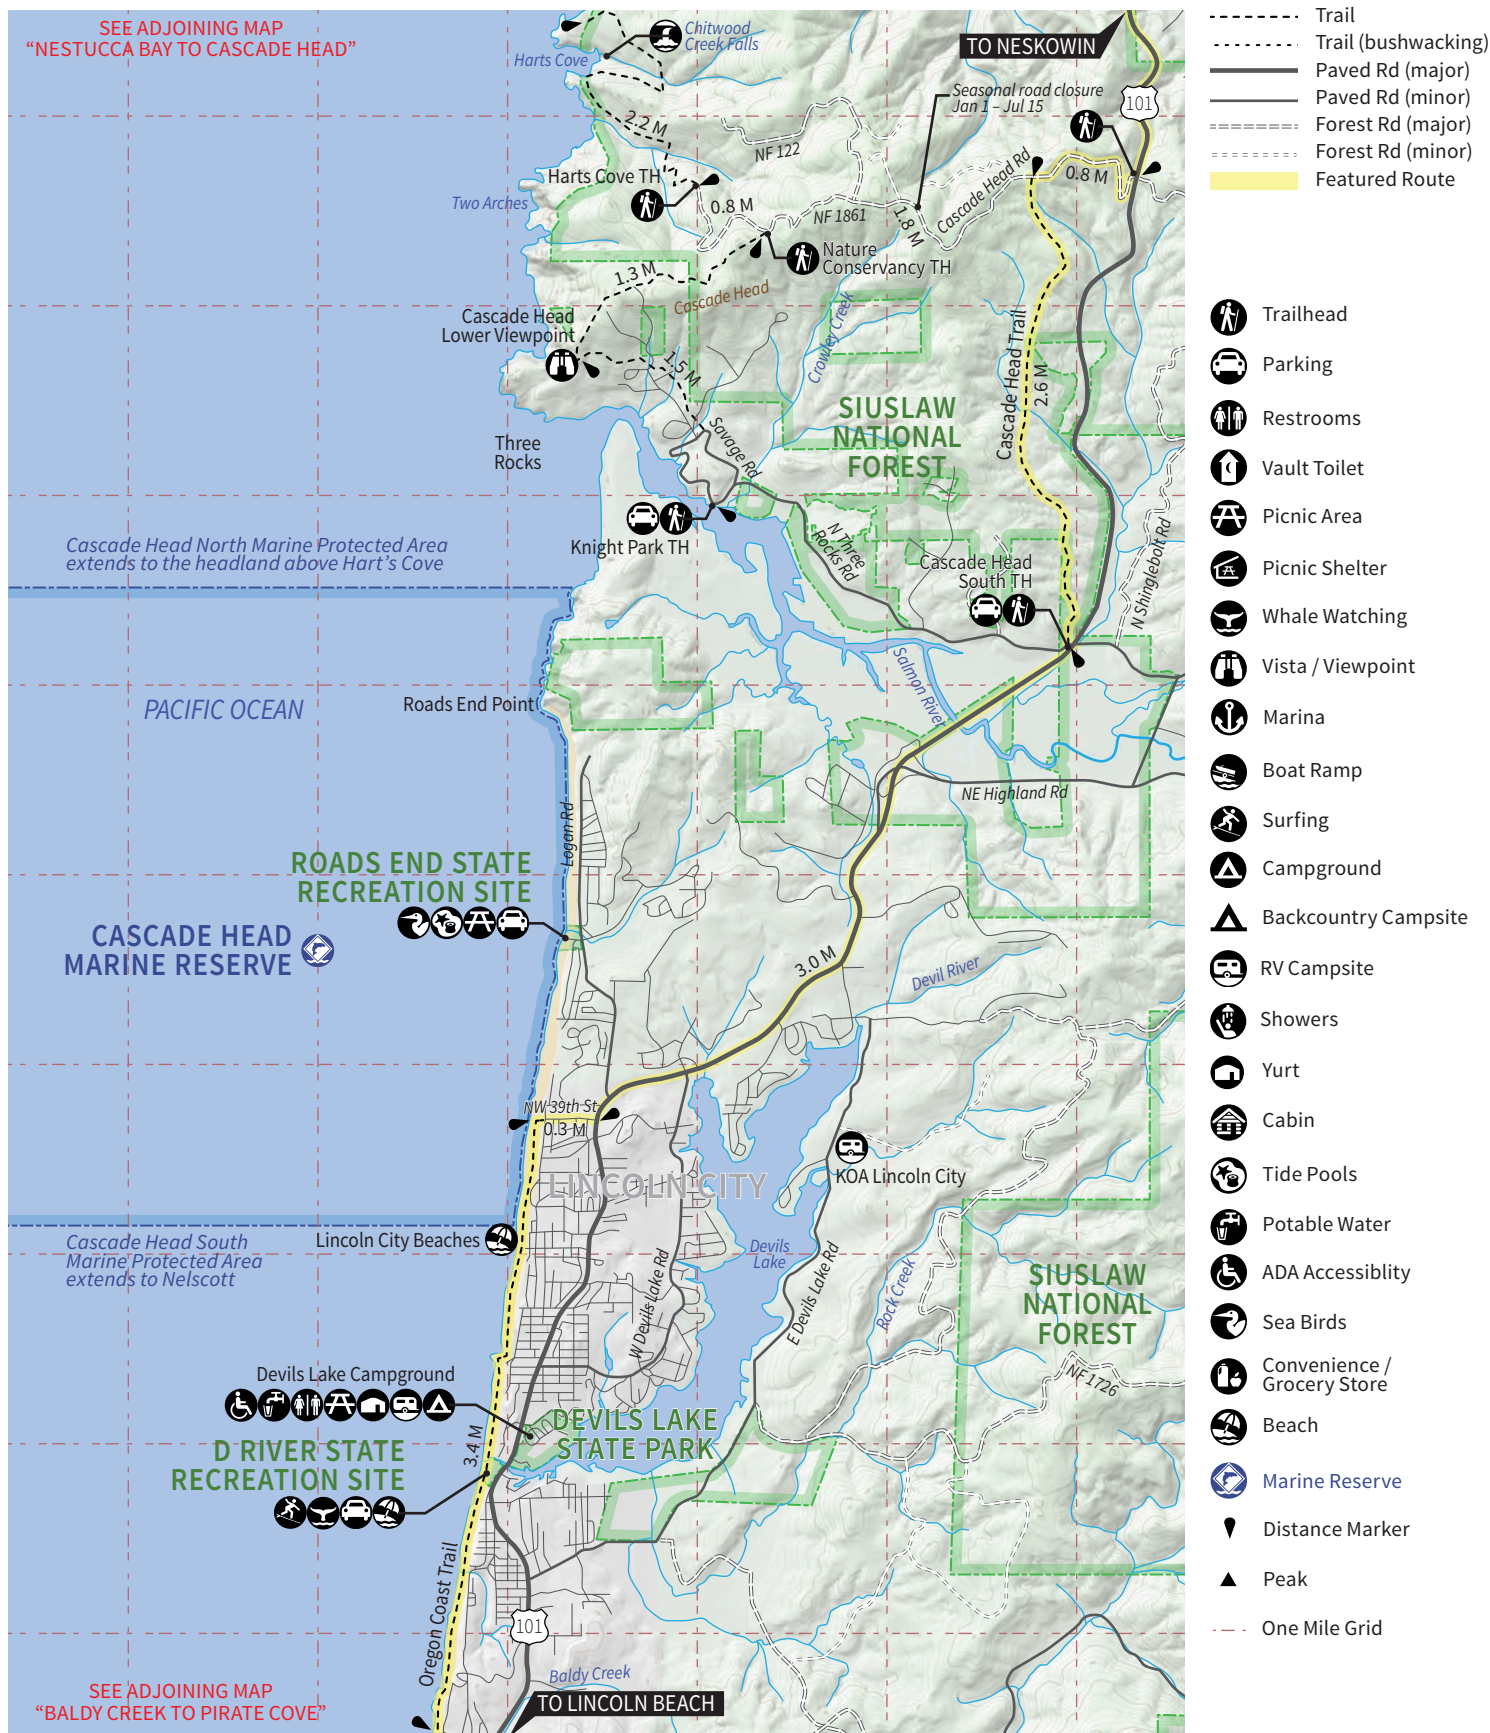 SEE ADJOINING MAP
“NESTUCCA BAY TO CASCADE HEAD”
Chitwood
Creek Falls
Harts Cove
TO NESKOWIN
Seasonal road closure
Jan 1 – Jul 15
101
2.2 M
NF 122
Cascade Head Rd
0.8 M
Harts Cove TH
Two Arches
0.8 M
NF 1861
1.8 M
Nature
Conservancy TH
1.3 M
Cascade Head
Cascade Head
Lower Viewpoint
Crowley Creek
1.5 M
Cascade Head Trail
2.6 M
SIUSLAW
NATIONAL
FOREST
Three
Rocks
Savage Rd
Knight Park TH
N Three
Rocks Rd
Cascade Head
South TH
N Shinglebolt Rd
Cascade Head North Marine Protected Area
extends to the headland above Hart’s Cove
Salmon River
PACIFIC OCEAN
Roads End Point
NE Highland Rd
Logan Rd
ROADS END STATE
RECREATION SITE
CASCADE HEAD
MARINE RESERVE
3.0 M
Devil River
NW 39th St
0.3 M
LINCOLN CITY
KOA Lincoln City
Lincoln City Beaches
Cascade Head South
Marine Protected Area
extends to Nelscott
Devils
Lake
W Devils Lake Rd
E Devils Lake Rd
Rock Creek
SIUSLAW
NATIONAL
FOREST
NF 1726
Devils Lake Campground
DEVILS LAKE
STATE PARK
D RIVER STATE
RECREATION SITE
3.4 M
Oregon Coast Trail
101
Baldy Creek
TO LINCOLN BEACH
SEE ADJOINING MAP
“BALDY CREEK TO PIRATE COVE”
Trail
Trail (bushwacking)
Paved Rd (major)
Paved Rd (minor)
Forest Rd (major)
Forest Rd (minor)
Featured Route
Trailhead
Parking
Restrooms
Vault Toilet
Picnic Area
Picnic Shelter
Whale Watching
Vista / Viewpoint
Marina
Boat Ramp
Surfing
Campground
Backcountry Campsite
RV Campsite
Showers
Yurt
Cabin
Tide Pools
Potable Water
ADA Accessiblity
Sea Birds
Convenience /
Grocery Store
Beach
Marine Reserve
Distance Marker
Peak
One Mile Grid